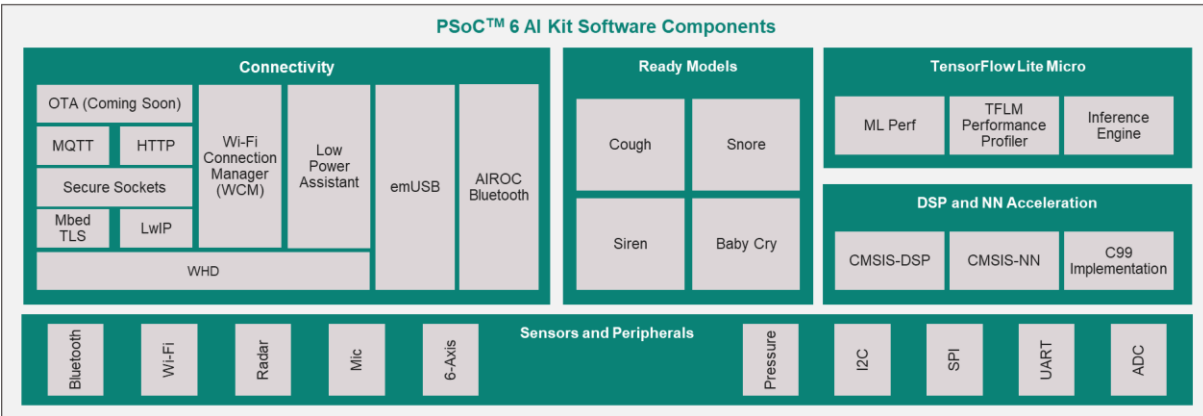 PSoC™ 6 AI Kit Software Components
Connectivity
OTA (Coming Soon)
MQTT
HTTP
Secure Sockets
Mbed
TLS
LwIP
Wi-Fi
Connection
Manager
(WCM)
Low
Power
Assistant
WHD
emUSB
AIROC
Bluetooth
Ready Models
Cough
Snore
Siren
Baby Cry
TensorFlow Lite Micro
ML Perf
TFLM
Performance
Profiler
Inference
Engine
DSP and NN Acceleration
CMSIS-DSP
CMSIS-NN
C99
Implementation
Sensors and Peripherals
Bluetooth
Wi-Fi
Radar
Mic
6-Axis
Pressure
I2C
SPI
UART
ADC